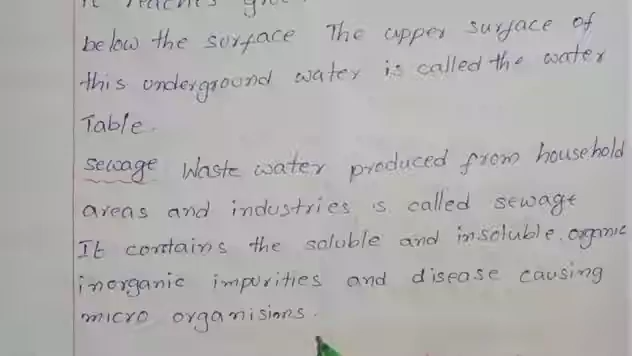 below the surface The upper surface of
this underground water is called the water
Table.
Sewage Waste water produced from household
areas and industries is called sewage
It contains the soluble and insoluble. organic
inorganic impurities and disease causing
micro organisims.